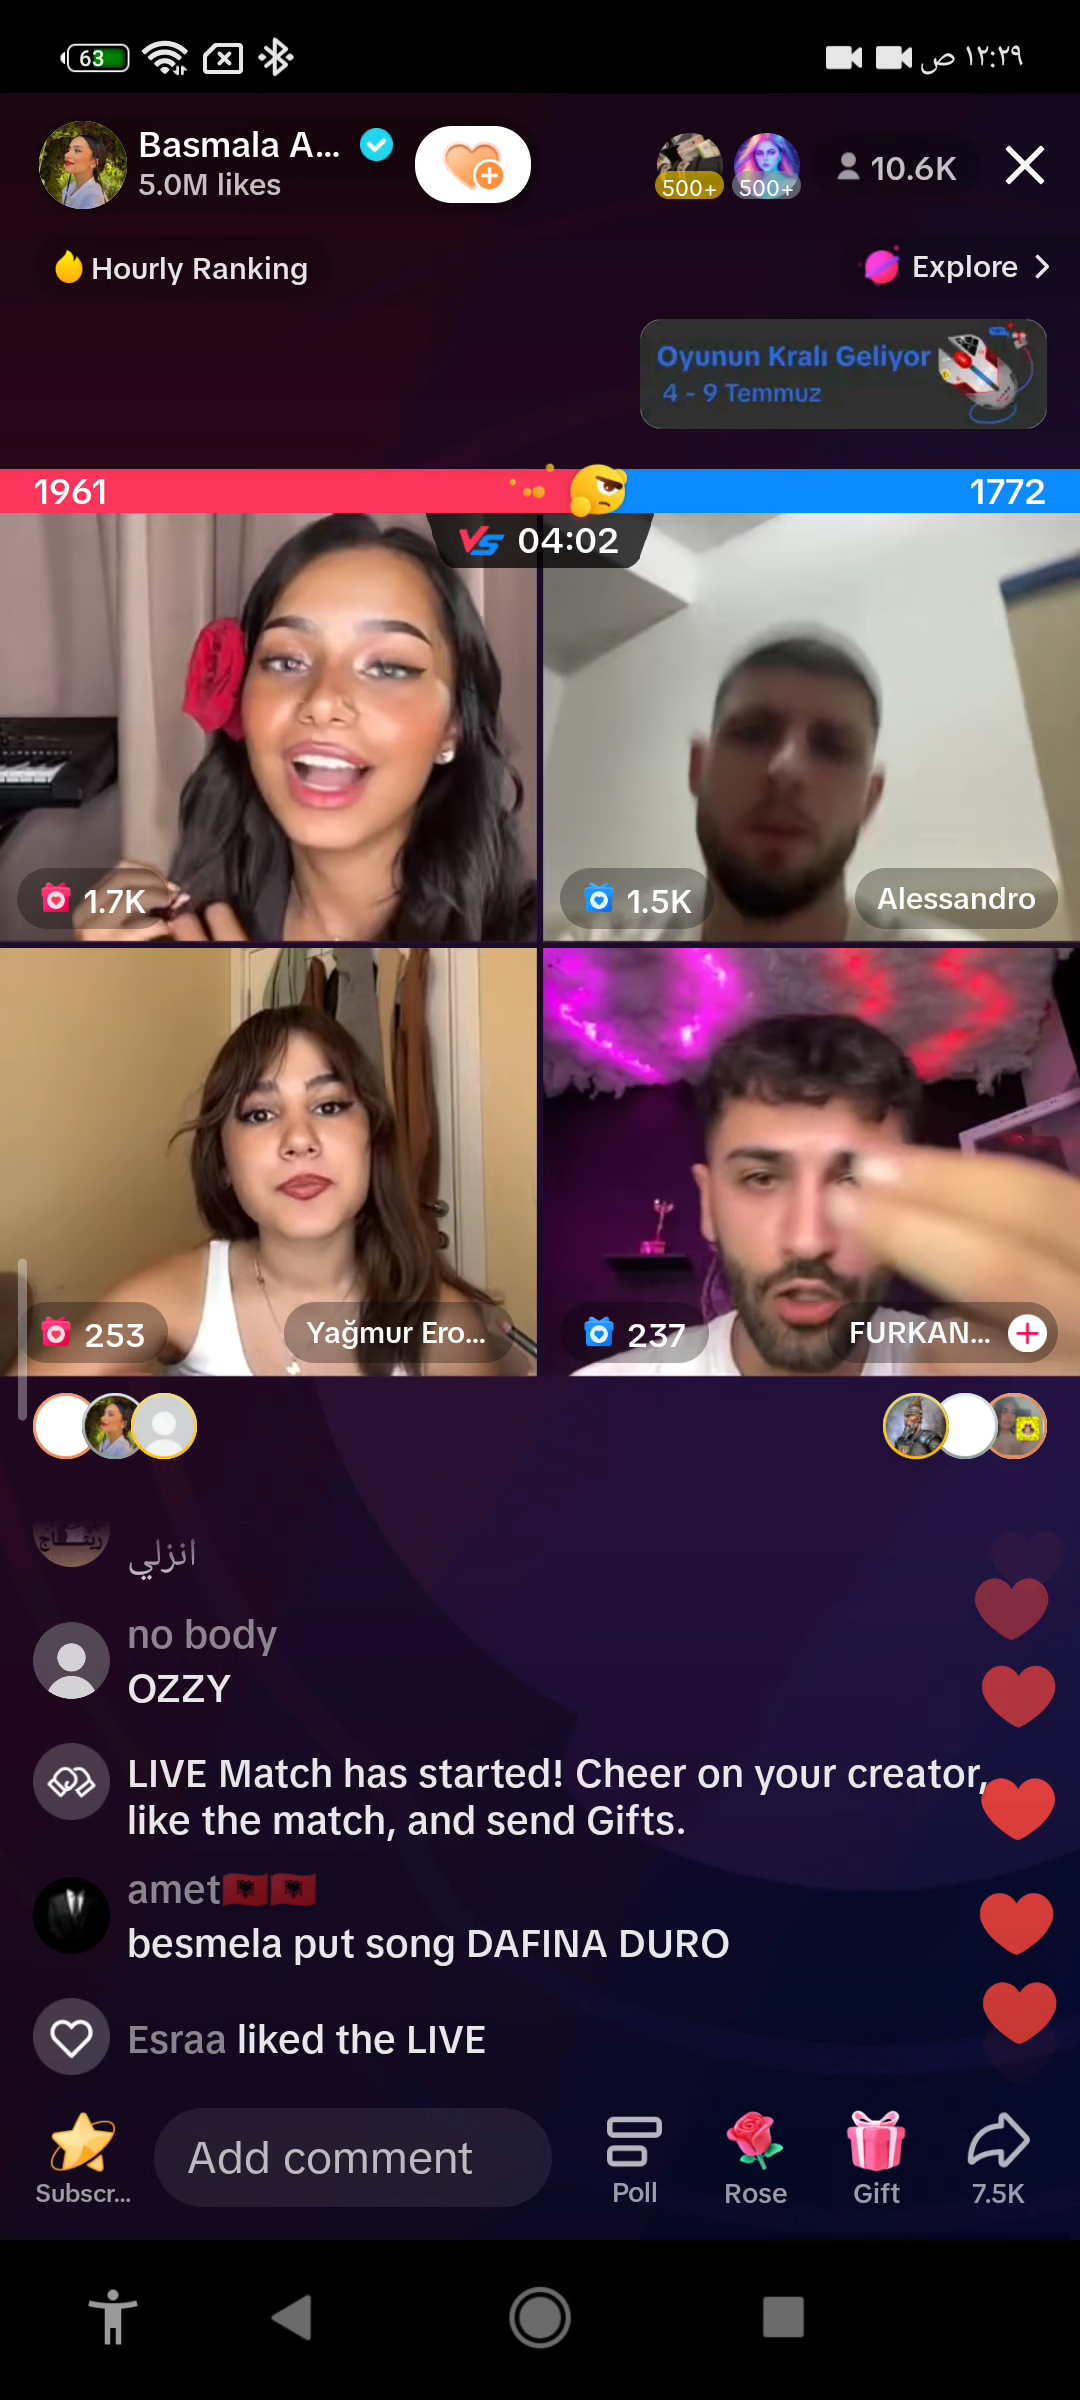 63
١٢:٢٩ ص
Basmala A...
5.0M likes
500+
500+
10.6K
Hourly Ranking
Explore
Oyunun Kralı Geliyor
4 - 9 Temmuz
1961
1772
VS 04:02
1.7K
1.5K
Alessandro
253
Yağmur Ero...
237
FURKAN...
انزلي
no body
OZZY
LIVE Match has started! Cheer on your creator,
like the match, and send Gifts.
amet🇦🇱🇦🇱
besmela put song DAFINA DURO
Esraa liked the LIVE
Subscr...
Add comment
Poll
Rose
Gift
7.5K